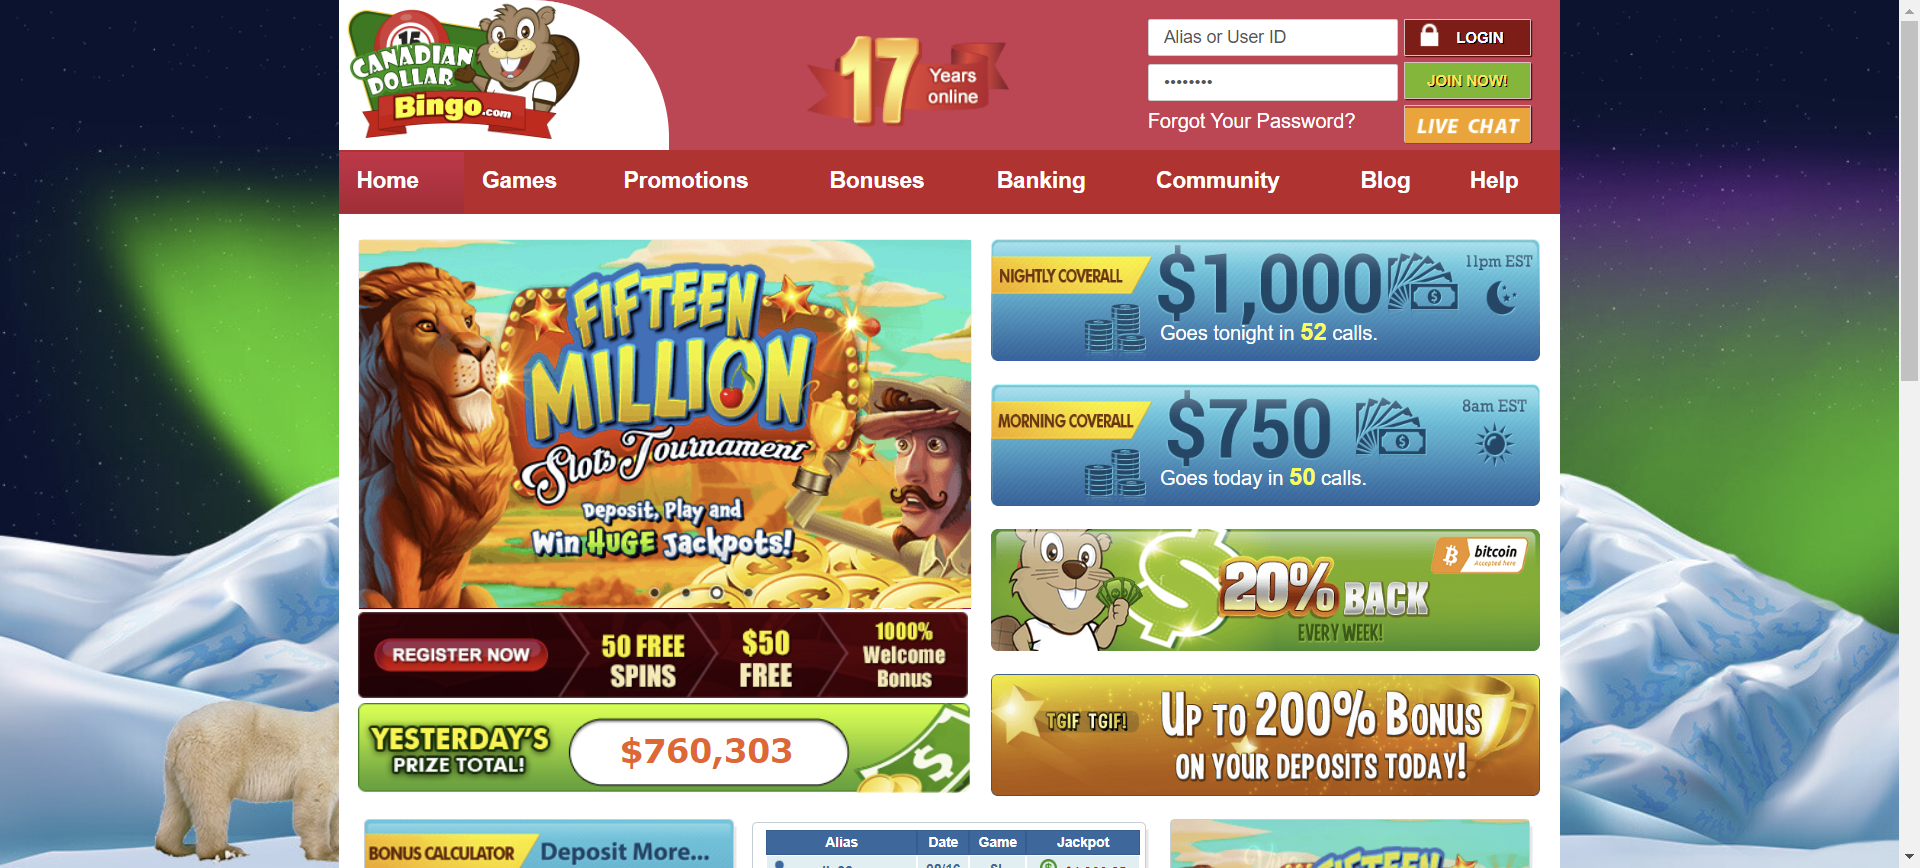 15
CANADIAN
DOLLAR
Bingo.com
17
Years
online
Alias or User ID
LOGIN
••••••••
JOIN NOW!
Forgot Your Password?
LIVE CHAT
Home
Games
Promotions
Bonuses
Banking
Community
Blog
Help
FIFTEEN
MILLION
Slots Tournament
Deposit, Play and
Win HUGE Jackpots!
REGISTER NOW
50 FREE
SPINS
$50
FREE
1000%
Welcome
Bonus
YESTERDAY'S
PRIZE TOTAL!
$760,303
NIGHTLY COVERALL
$1,000
11pm EST
Goes tonight in 52 calls.
MORNING COVERALL
$750
8am EST
Goes today in 50 calls.
20% BACK
EVERY WEEK!
bitcoin
Accepted here
TGIF TGIF!
UP TO 200% BONUS
ON YOUR DEPOSITS TODAY!
BONUS CALCULATOR
Deposit More...
Alias
Date
Game
Jackpot
FIFTEEN